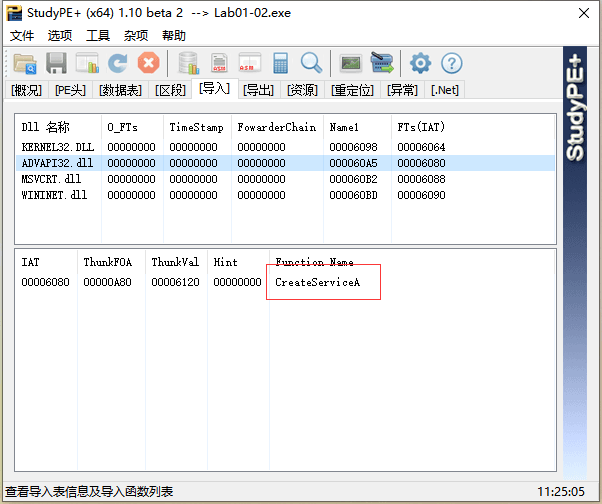 StudyPE+ (x64) 1.10 beta 2 --> Lab01-02.exe
文件 选项 工具 杂项 帮助
[概况] [PE头] [数据表] [区段] [导入] [导出] [资源] [重定位] [异常] [.Net]
Dll 名称 O_FTs TimeStamp FowarderChain Name1 FTs(IAT)
KERNEL32.DLL 00000000 00000000 00000000 00006098 00006064
ADVAPI32.dll 00000000 00000000 00000000 000060A5 00006080
MSVCRT.dll 00000000 00000000 00000000 000060B2 00006088
WININET.dll 00000000 00000000 00000000 000060BD 00006090
IAT ThunkFOA ThunkVal Hint Function Name
00006080 00000A80 00006120 00000000 CreateServiceA
StudyPE+
查看导入表信息及导入函数列表 11:25:05